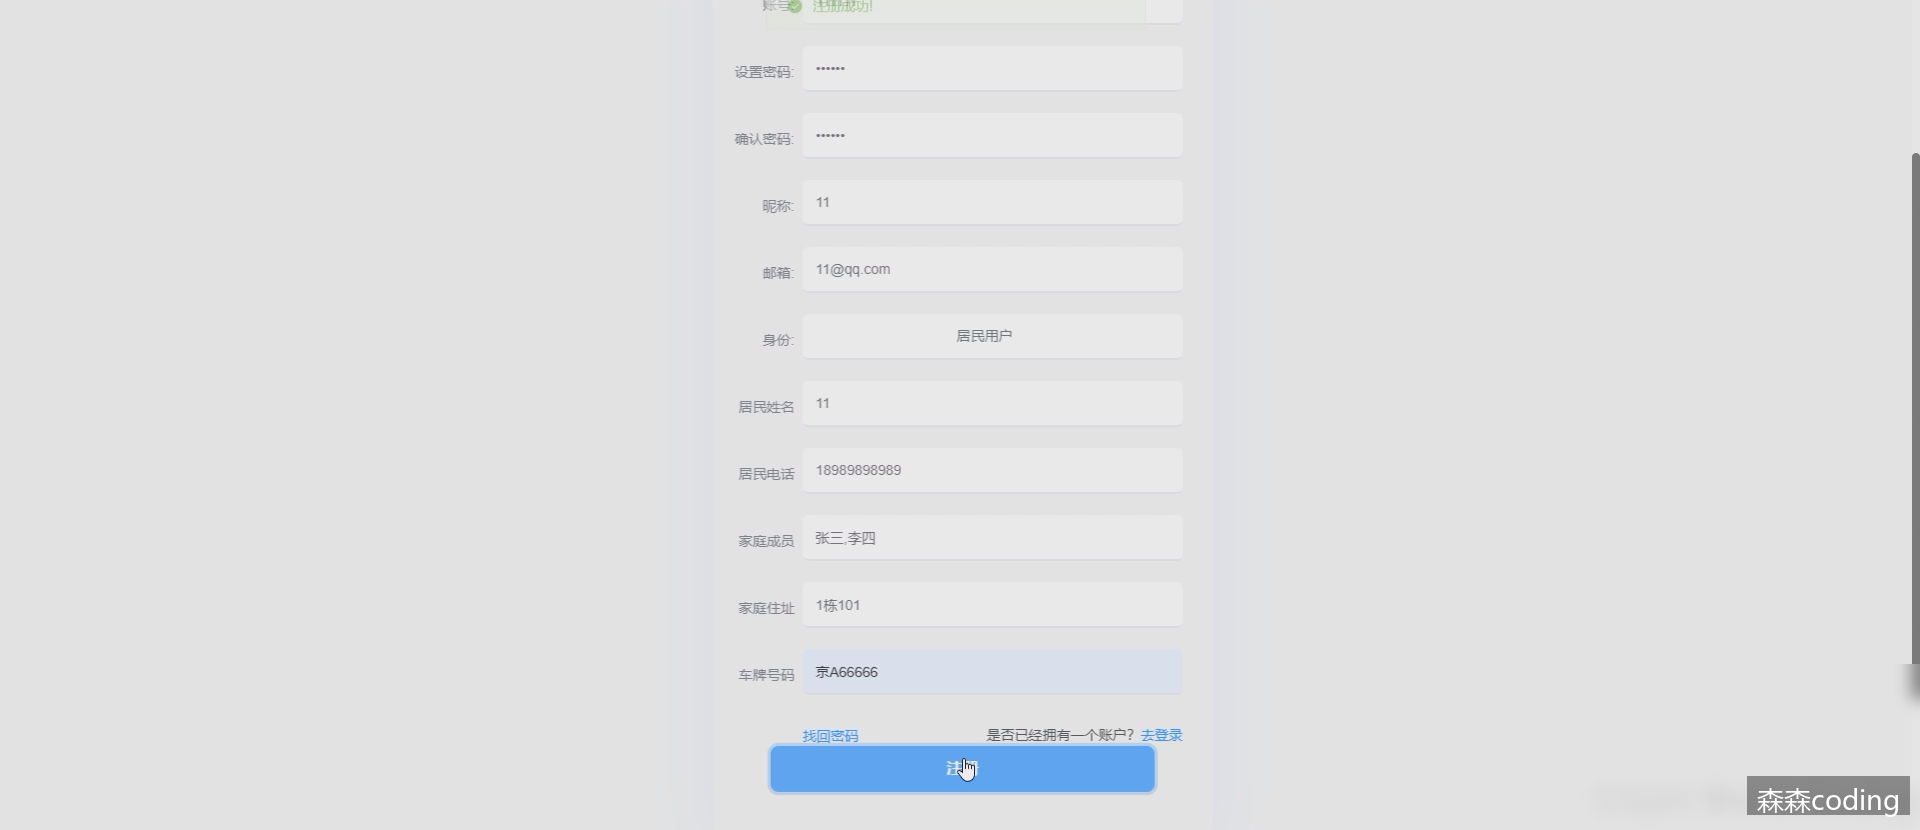 注册成功!
设置密码: ••••••
确认密码: ••••••
昵称: 11
邮箱: 11@qq.com
身份: 居民用户
居民姓名 11
居民电话 18989898989
家庭成员 张三,李四
家庭住址 1栋101
车牌号码 京A66666
找回密码 是否已经拥有一个账户? 去登录
森森coding